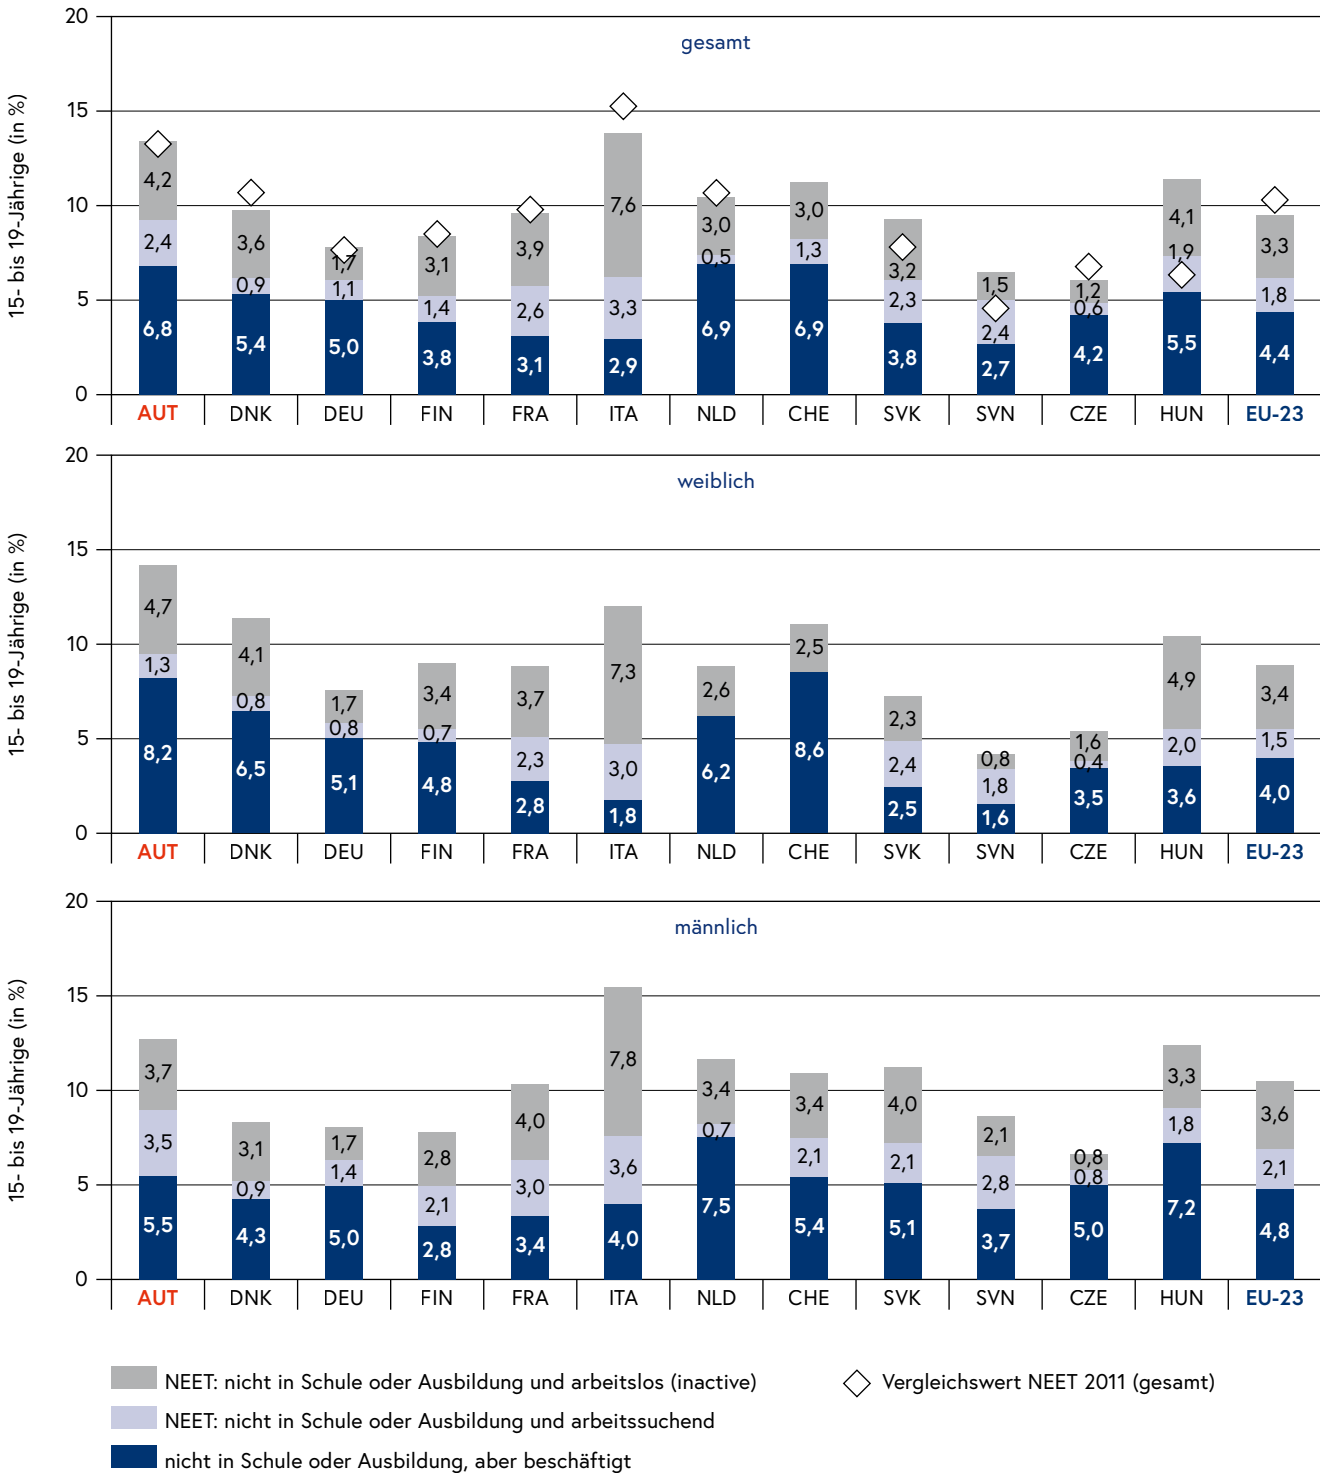 gesamt
15- bis 19-Jährige (in %)
20
15
10
5
0
4,2 3,6 1,7 3,1 3,9 7,6 3,0 3,0 3,2 1,5 1,2 4,1 3,3
2,4 0,9 1,1 1,4 2,6 3,3 0,5 1,3 2,3 2,4 0,6 1,9 1,8
6,8 5,4 5,0 3,8 3,1 2,9 6,9 6,9 3,8 2,7 4,2 5,5 4,4
AUT DNK DEU FIN FRA ITA NLD CHE SVK SVN CZE HUN EU-23
weiblich
15- bis 19-Jährige (in %)
20
15
10
5
0
4,7 4,1 1,7 3,4 3,7 7,3 2,6 2,5 2,3 0,8 1,6 4,9 3,4
1,3 0,8 0,8 0,7 2,3 3,0 2,4 1,8 0,4 2,0 1,5
8,2 6,5 5,1 4,8 2,8 1,8 6,2 8,6 2,5 1,6 3,5 3,6 4,0
AUT DNK DEU FIN FRA ITA NLD CHE SVK SVN CZE HUN EU-23
männlich
15- bis 19-Jährige (in %)
20
15
10
5
0
3,7 3,1 1,7 2,8 4,0 7,8 3,4 3,4 4,0 2,1 0,8 3,3 3,6
3,5 0,9 1,4 2,1 3,0 3,6 0,7 2,1 2,1 2,8 0,8 1,8 2,1
5,5 4,3 5,0 2,8 3,4 4,0 7,5 5,4 5,1 3,7 5,0 7,2 4,8
AUT DNK DEU FIN FRA ITA NLD CHE SVK SVN CZE HUN EU-23
NEET: nicht in Schule oder Ausbildung und arbeitslos (inactive)
NEET: nicht in Schule oder Ausbildung und arbeitssuchend
nicht in Schule oder Ausbildung, aber beschäftigt
Vergleichswert NEET 2011 (gesamt)